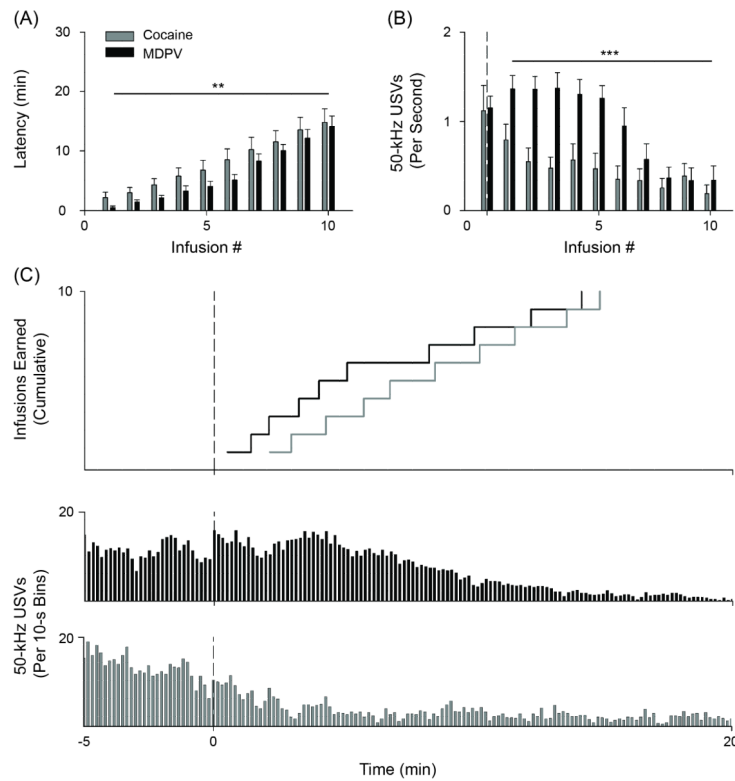 (A)
30
20
10
0
Latency (min)
Cocaine
MDPV
**
0
5
10
Infusion #
(B)
2
1
0
50-kHz USVs
(Per Second)
***
0
5
10
Infusion #
(C)
10
Infusions Earned
(Cumulative)
20
20
50-kHz USVs
(Per 10-s Bins)
-5
0
20
Time (min)